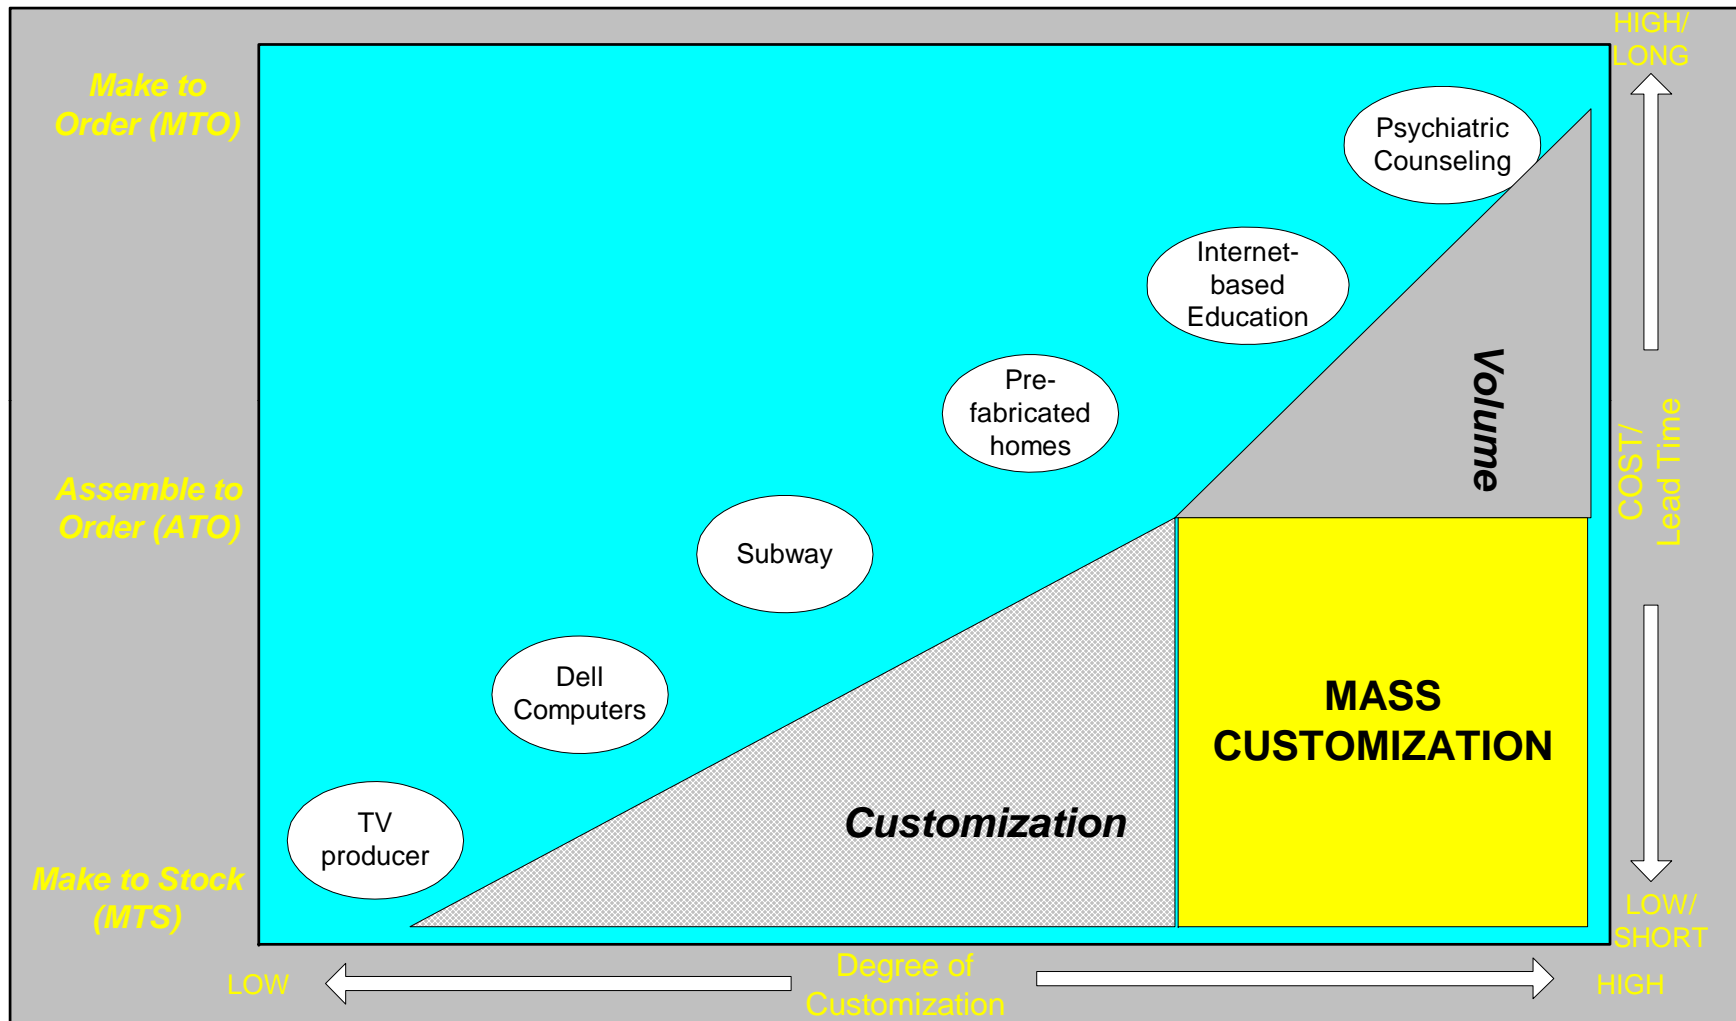 HIGH/
LONG
Make to
Order (MTO)
Psychiatric
Counseling
Internet-
based
Education
Pre-
fabricated
homes
Volume
COST/
Lead Time
Assemble to
Order (ATO)
Subway
Dell
Computers
MASS
CUSTOMIZATION
Customization
TV
producer
Make to Stock
(MTS)
LOW/
SHORT
LOW
Degree of
Customization
HIGH